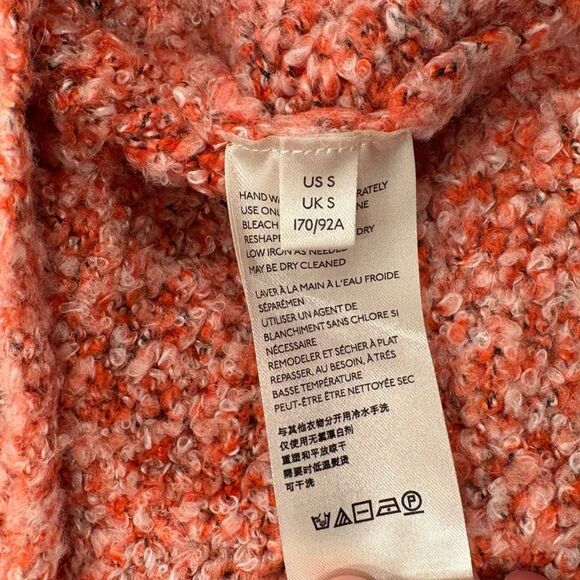 US S
UK S
170/92A
HAND
USE
BLEACH
RESHAPE
LOW IRON AS NEEDED
MAY BE DRY CLEANED
LAVER À LA MAIN À L'EAU FROIDE
SÉPARÉMEN
UTILISER UN AGENT DE
BLANCHIMENT SANS CHLORE SI
NÉCESSAIRE
REMODELER ET SÉCHER À PLAT
REPASSER, AU BESOIN, À TRÈS
BASSE TEMPÉRATURE
PEUT-ÊTRE ÊTRE NETTOYÉE SEC
与其他衣物分开用冷水手洗
仅使用无氯漂白剂
重塑和平放晾干
需要时低温熨烫
可干洗
P